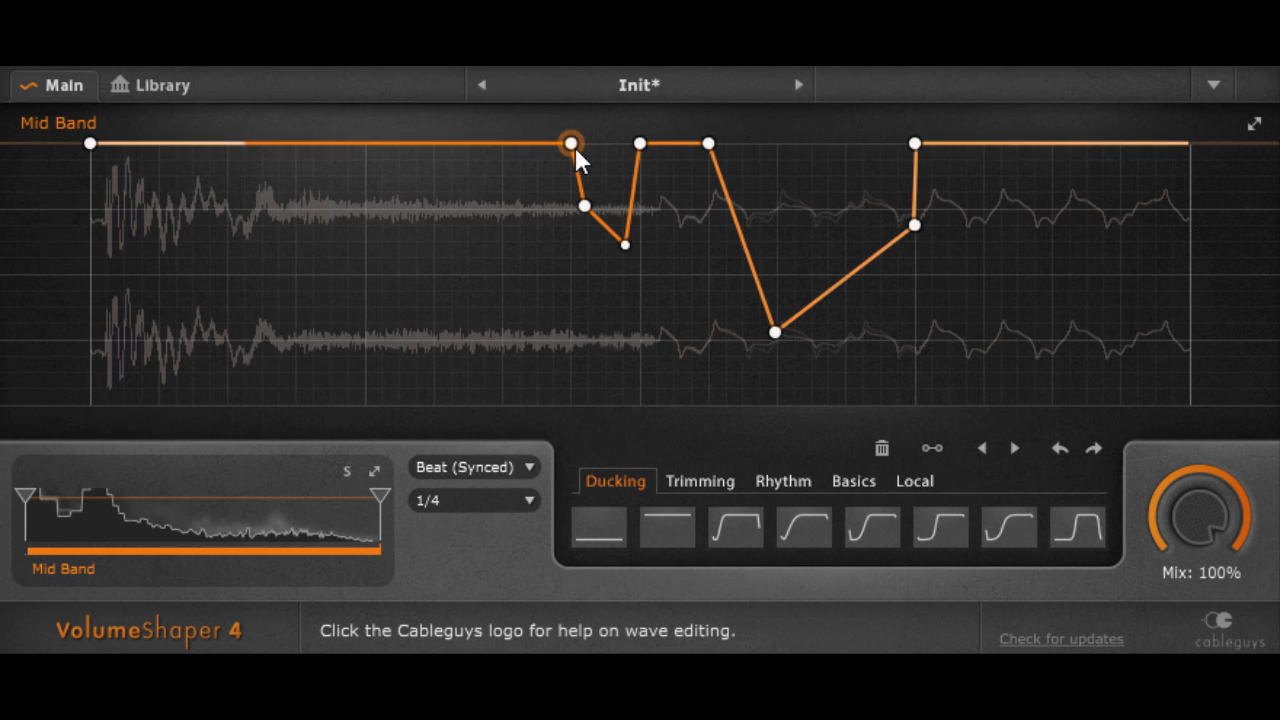 Main
Library
Init*
Mid Band
S
Beat (Synced)
1/4
Ducking Trimming Rhythm Basics Local
Mid Band
Mix: 100%
VolumeShaper 4
Click the Cableguys logo for help on wave editing.
Check for updates
cableguys